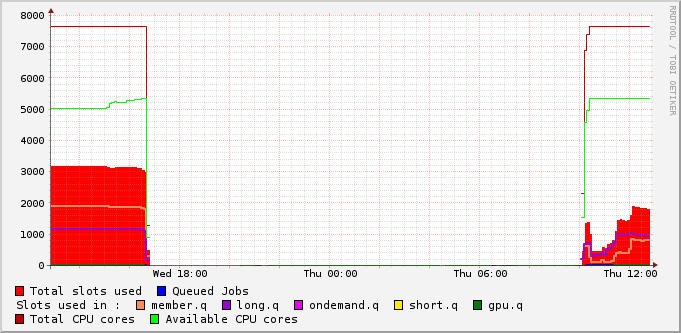 RRDTOOL / TOBI OETIKER
8000
7000
6000
5000
4000
3000
2000
1000
0
Wed 18:00 Thu 00:00 Thu 06:00 Thu 12:00
Total slots used Queued Jobs
Slots used in : member.q long.q ondemand.q short.q gpu.q
Total CPU cores Available CPU cores